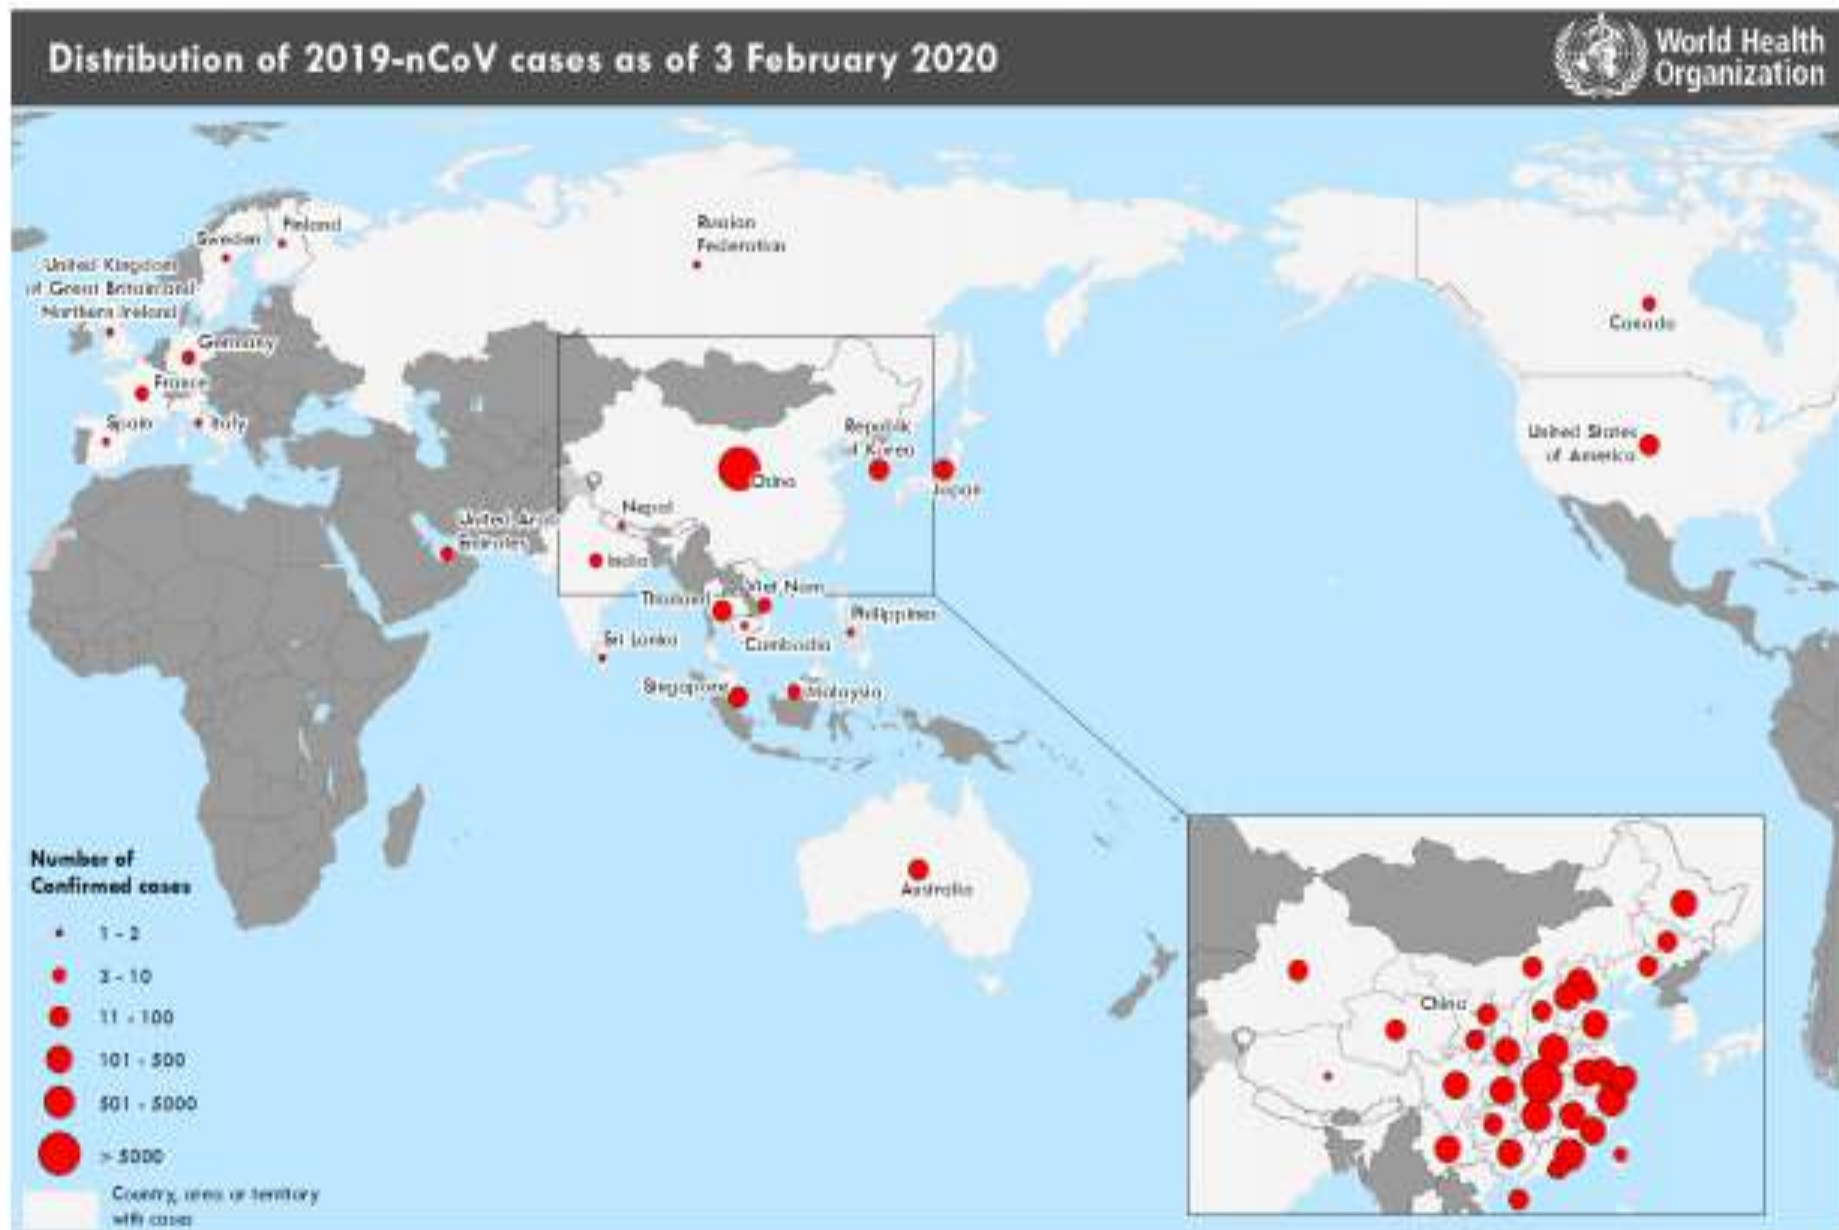 Distribution of 2019-nCoV cases as of 3 February 2020
World Health
Organization
Finland
Sweden
Russian
Federation
United Kingdom
of Great Britain and
Northern Ireland
Germany
France
Spain
Italy
Canada
United States
of America
Republic
of Korea
Japan
China
Nepal
United Arab
Emirates
India
Thailand
Viet Nam
Philippines
Cambodia
Sri Lanka
Singapore
Malaysia
Australia
China
Number of
Confirmed cases
1 - 2
3 - 10
11 - 100
101 - 500
501 - 5000
> 5000
Country, area or territory
with cases